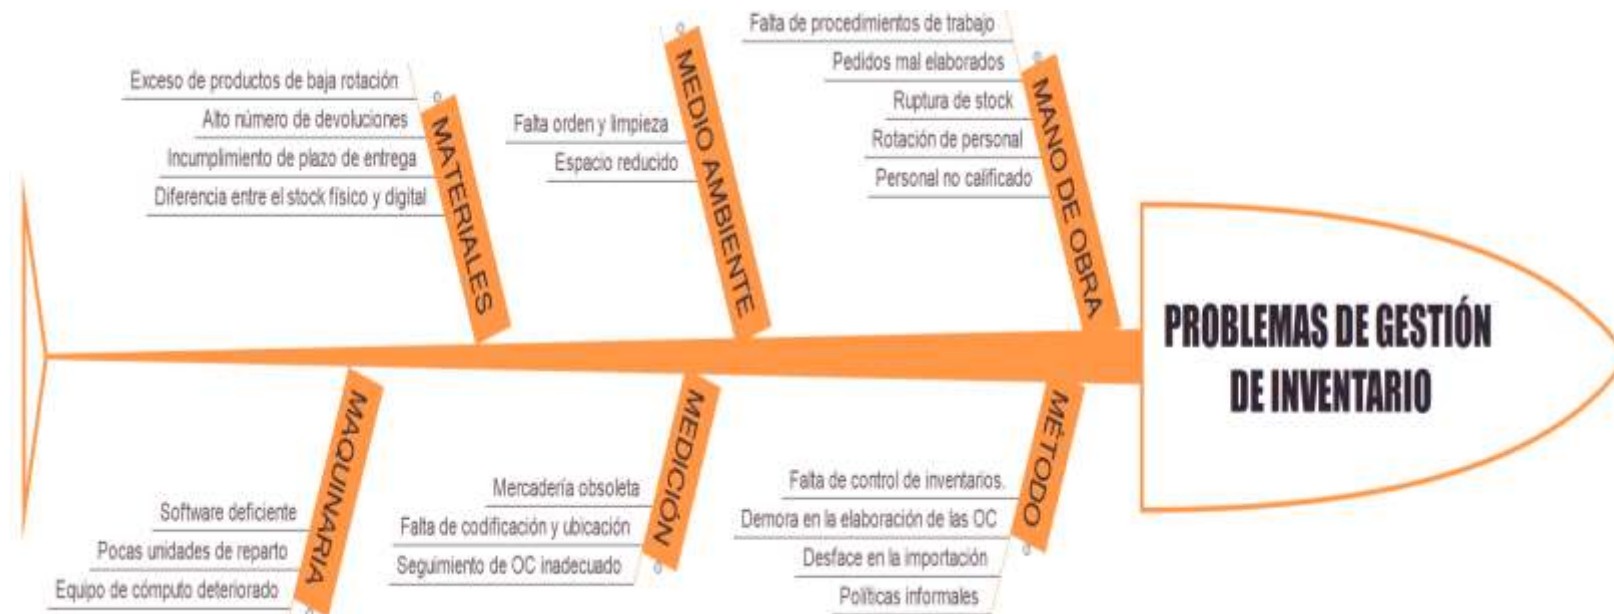 Exceso de productos de baja rotación
Alto número de devoluciones
Incumplimiento de plazo de entrega
Diferencia entre el stock físico y digital
MATERIALES
Falta orden y limpieza
Espacio reducido
MEDIO AMBIENTE
Falta de procedimientos de trabajo
Pedidos mal elaborados
Ruptura de stock
Rotación de personal
Personal no calificado
MANO DE OBRA
PROBLEMAS DE GESTIÓN
DE INVENTARIO
Software deficiente
Pocas unidades de reparto
Equipo de cómputo deteriorado
MAQUINARIA
Mercadería obsoleta
Falta de codificación y ubicación
Seguimiento de OC inadecuado
MEDICIÓN
Falta de control de inventarios.
Demora en la elaboración de las OC
Desface en la importación
Políticas informales
MÉTODO